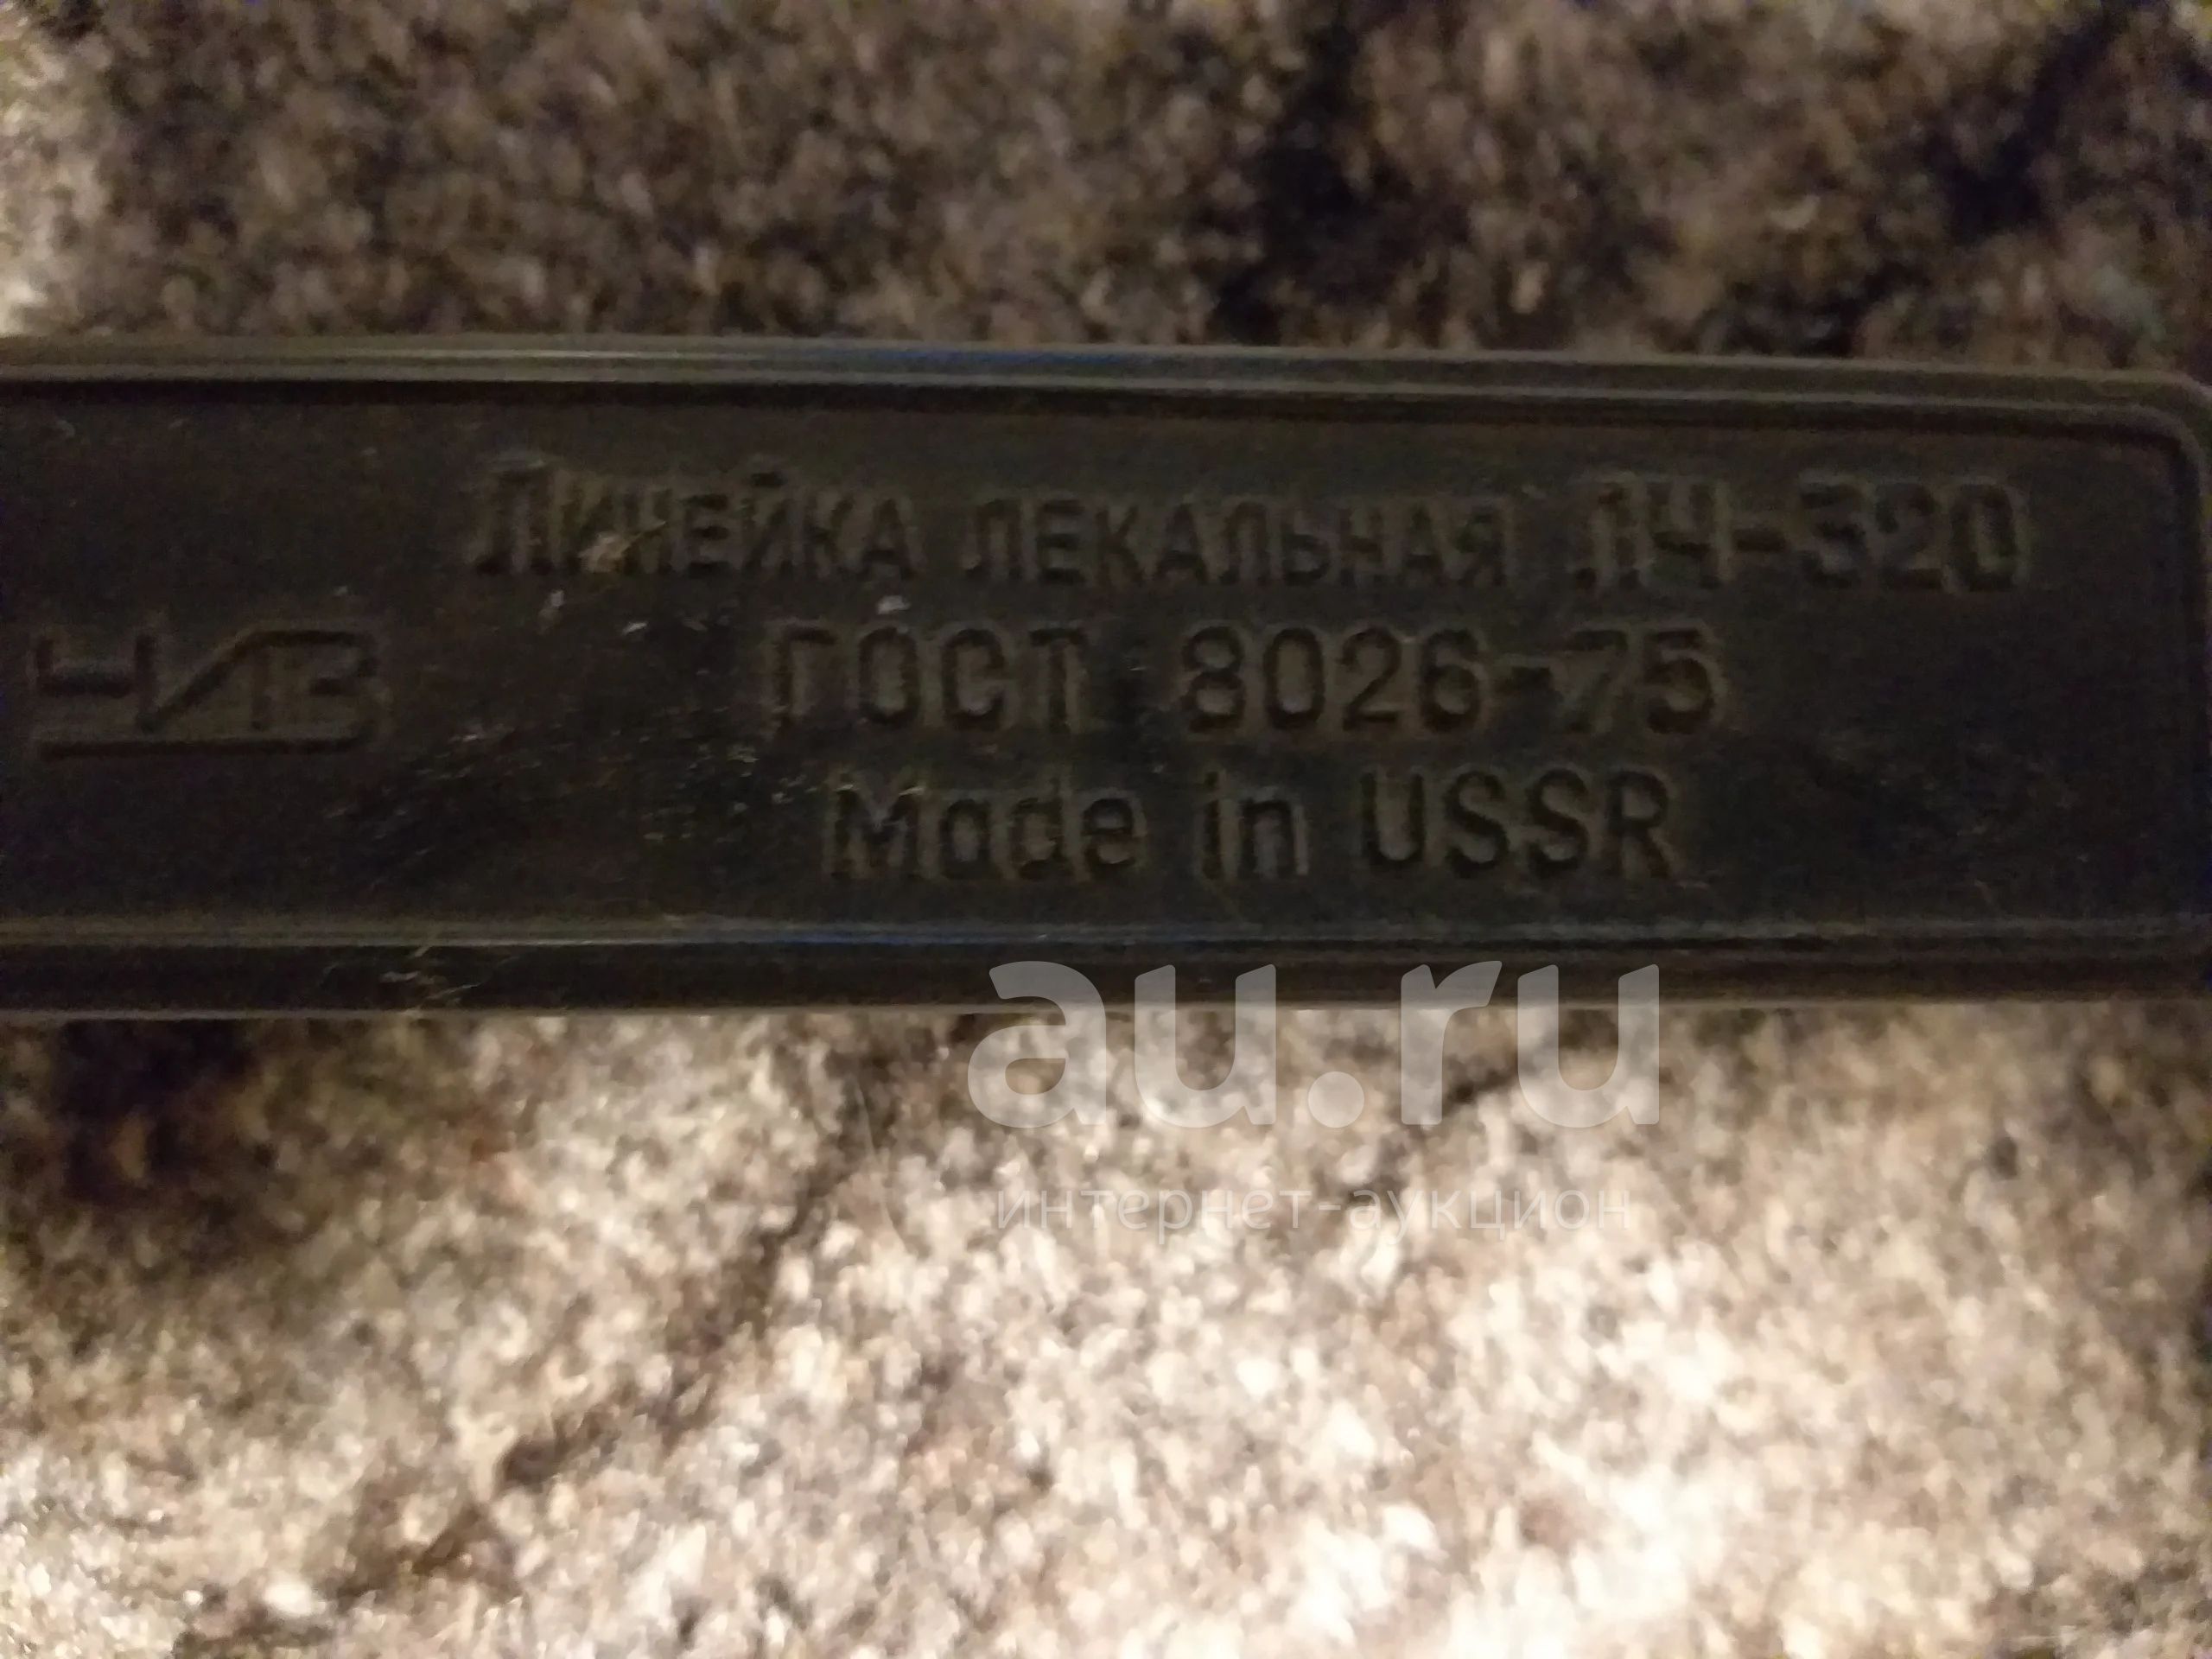 Линейка лекальная ЛЧ-320
ЧИЗ
ГОСТ 8026-75
Made in USSR
au.ru
интернет-аукцион